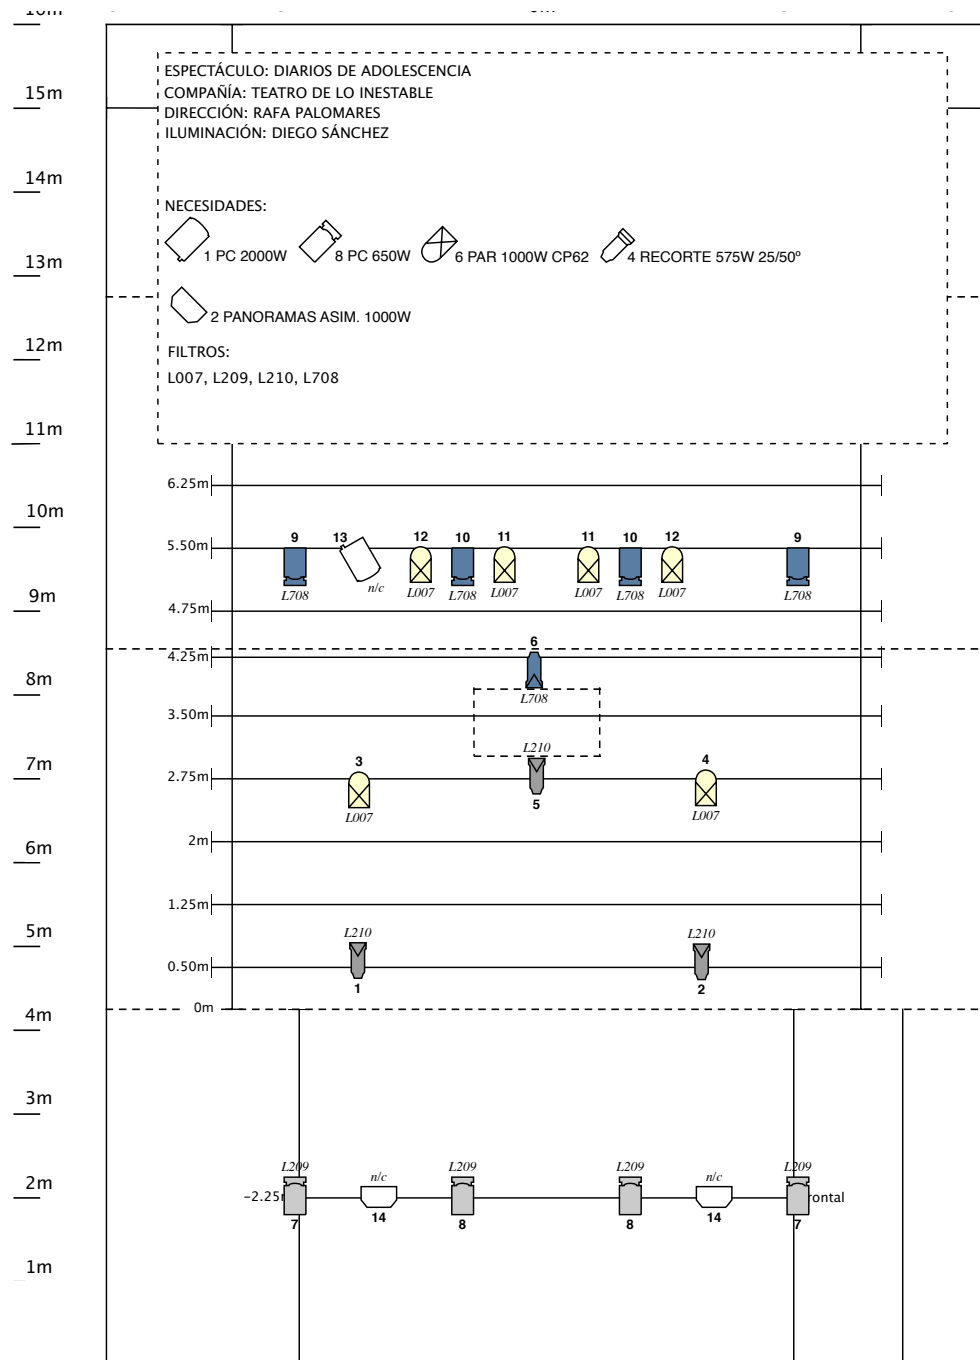 15m
ESPECTÁCULO: DIARIOS DE ADOLESCENCIA
COMPAÑÍA: TEATRO DE LO INESTABLE
DIRECCIÓN: RAFA PALOMARES
ILUMINACIÓN: DIEGO SÁNCHEZ
14m
NECESIDADES:
1 PC 2000W 8 PC 650W 6 PAR 1000W CP62 4 RECORTE 575W 25/50º
13m
2 PANORAMAS ASIM. 1000W
12m
FILTROS:
L007, L209, L210, L708
11m
6.25m
10m
9 13 12 10 11 11 10 12 9
5.50m
n/c
L708 L007 L708 L007 L007 L708 L007 L708
9m
4.75m
6
4.25m
8m
L708
3.50m
L210
7m
3 4
2.75m
5
L007 L007
6m
2m
1.25m
5m
L210 L210
0.50m
1 2
0m
4m
3m
L209 n/c L209 L209 n/c L209
2m
-2.25
7 14 8 8 14 7
1m